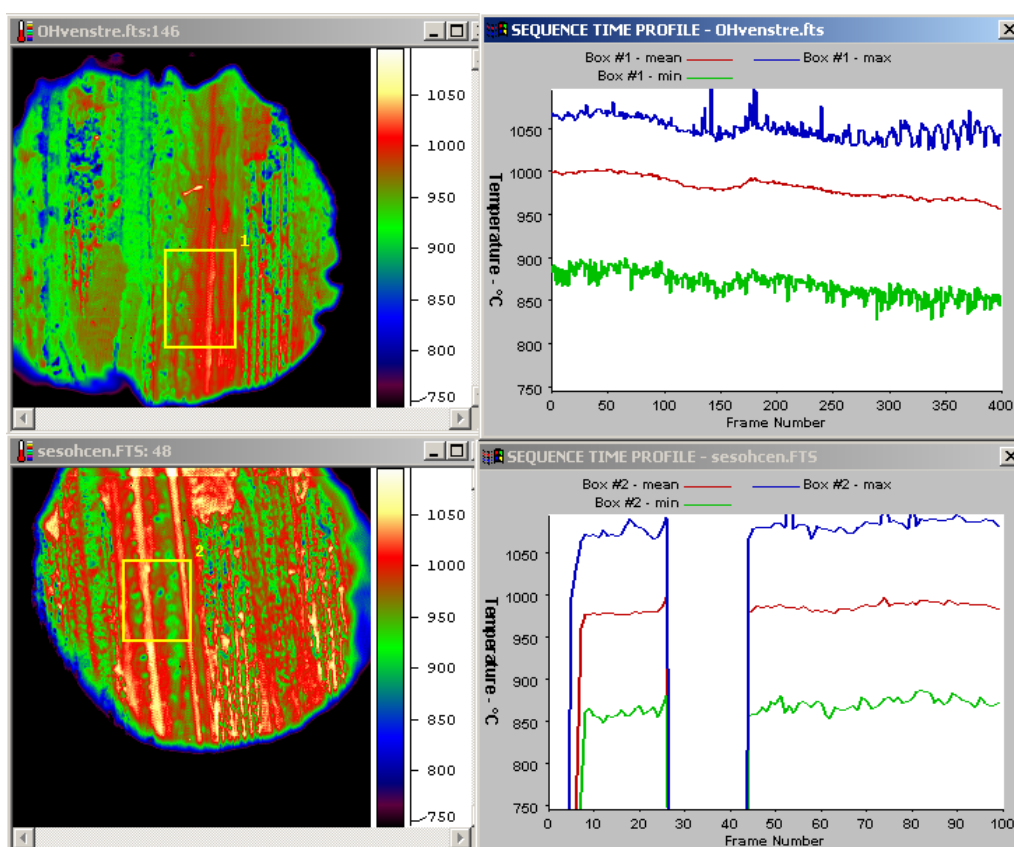 OHvenstre.fts:146
1050
1000
950
900
850
800
750
1
SEQUENCE TIME PROFILE - OHvenstre.fts
Box #1 - mean Box #1 - max
Box #1 - min
Temperature - °C
1050
1000
950
900
850
800
750
0 50 100 150 200 250 300 350 400
Frame Number
sesohcen.FTS: 48
1050
1000
950
900
850
800
750
2
SEQUENCE TIME PROFILE - sesohcen.FTS
Box #2 - mean Box #2 - max
Box #2 - min
Temperature - °C
1050
1000
950
900
850
800
750
0 10 20 30 40 50 60 70 80 90 100
Frame Number